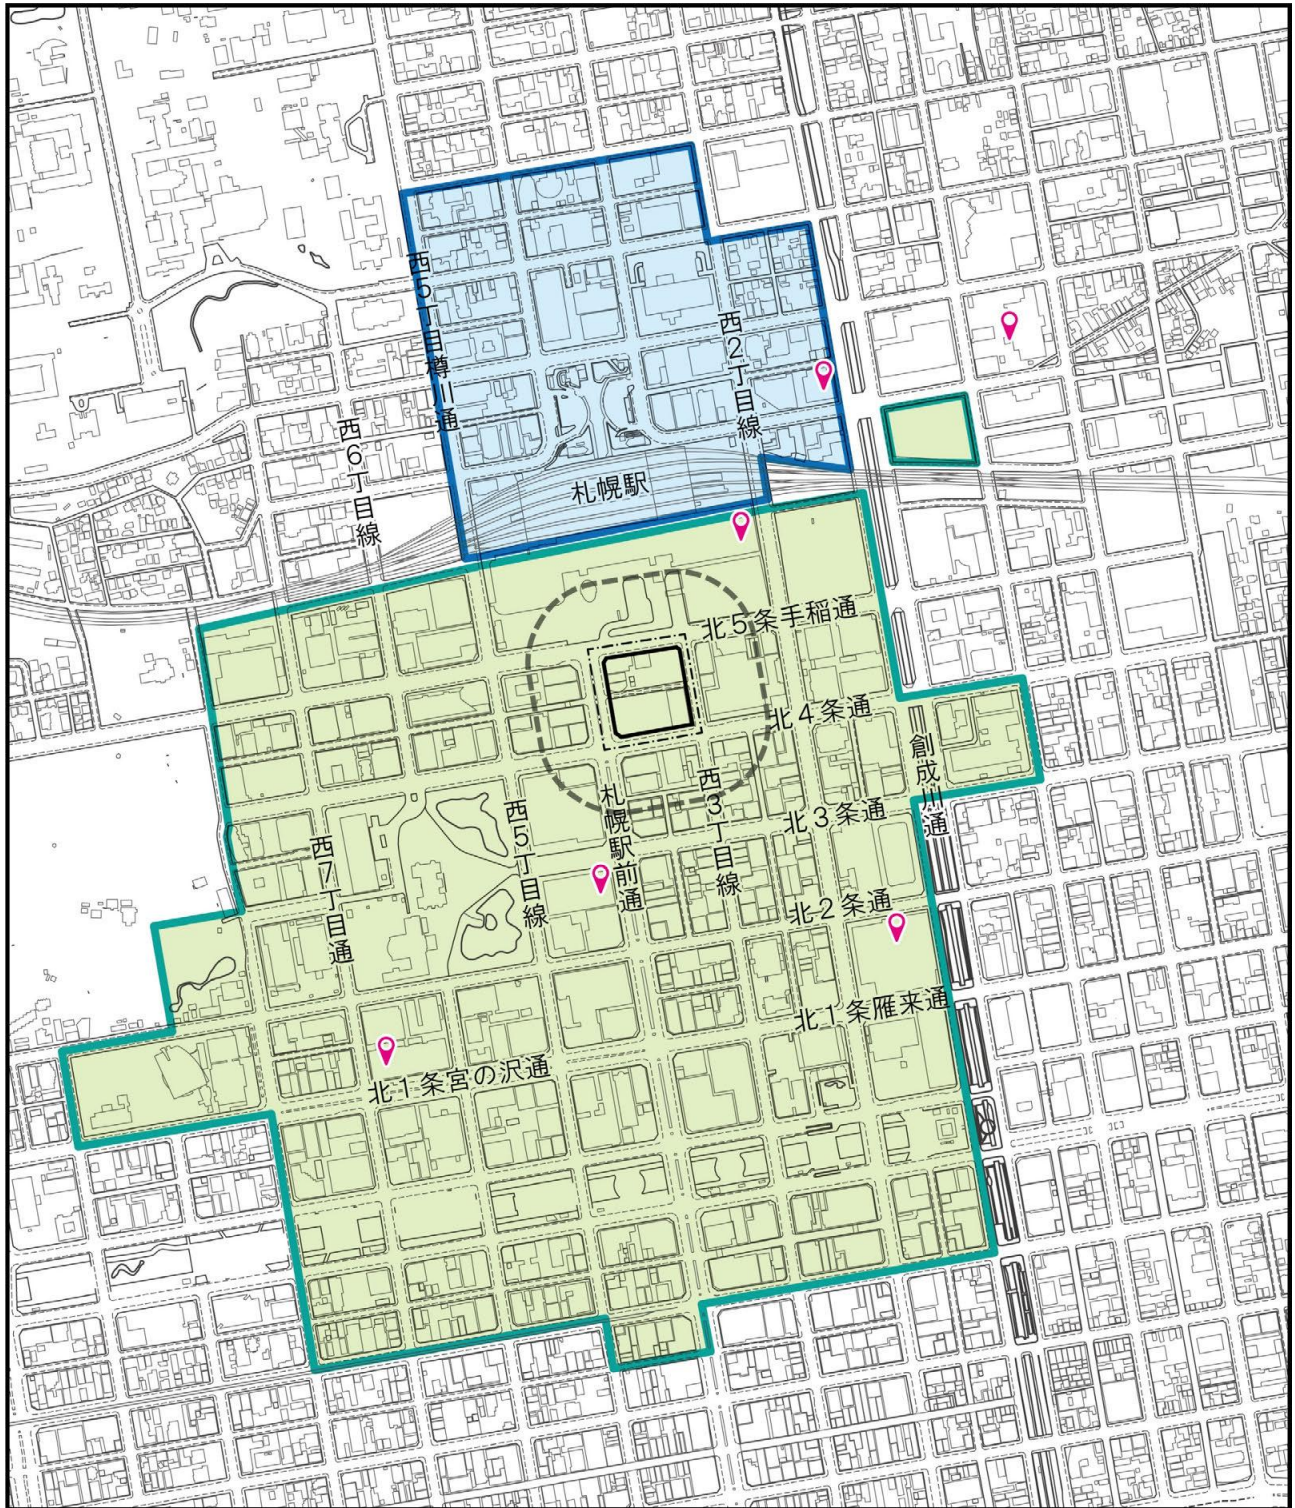 西5丁目樽川通
西2丁目線
西6丁目線
札幌駅
北5条手稲通
北4条通
創成川通
西3丁目線
札幌駅前通
西5丁目線
北3条通
西7丁目通
北2条通
北1条雁来通
北1条宮の沢通